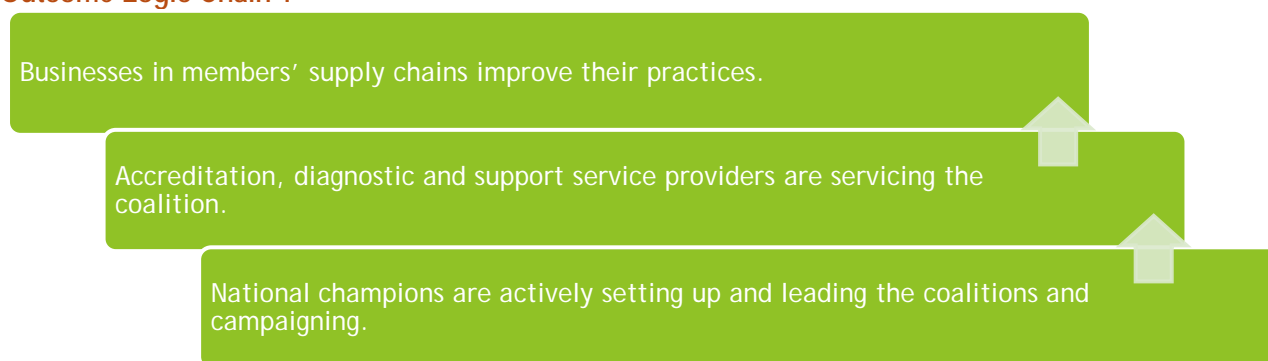 Outcome Logic Chain 1
Businesses in members’ supply chains improve their practices.
Accreditation, diagnostic and support service providers are servicing the
coalition.
National champions are actively setting up and leading the coalitions and
campaigning.